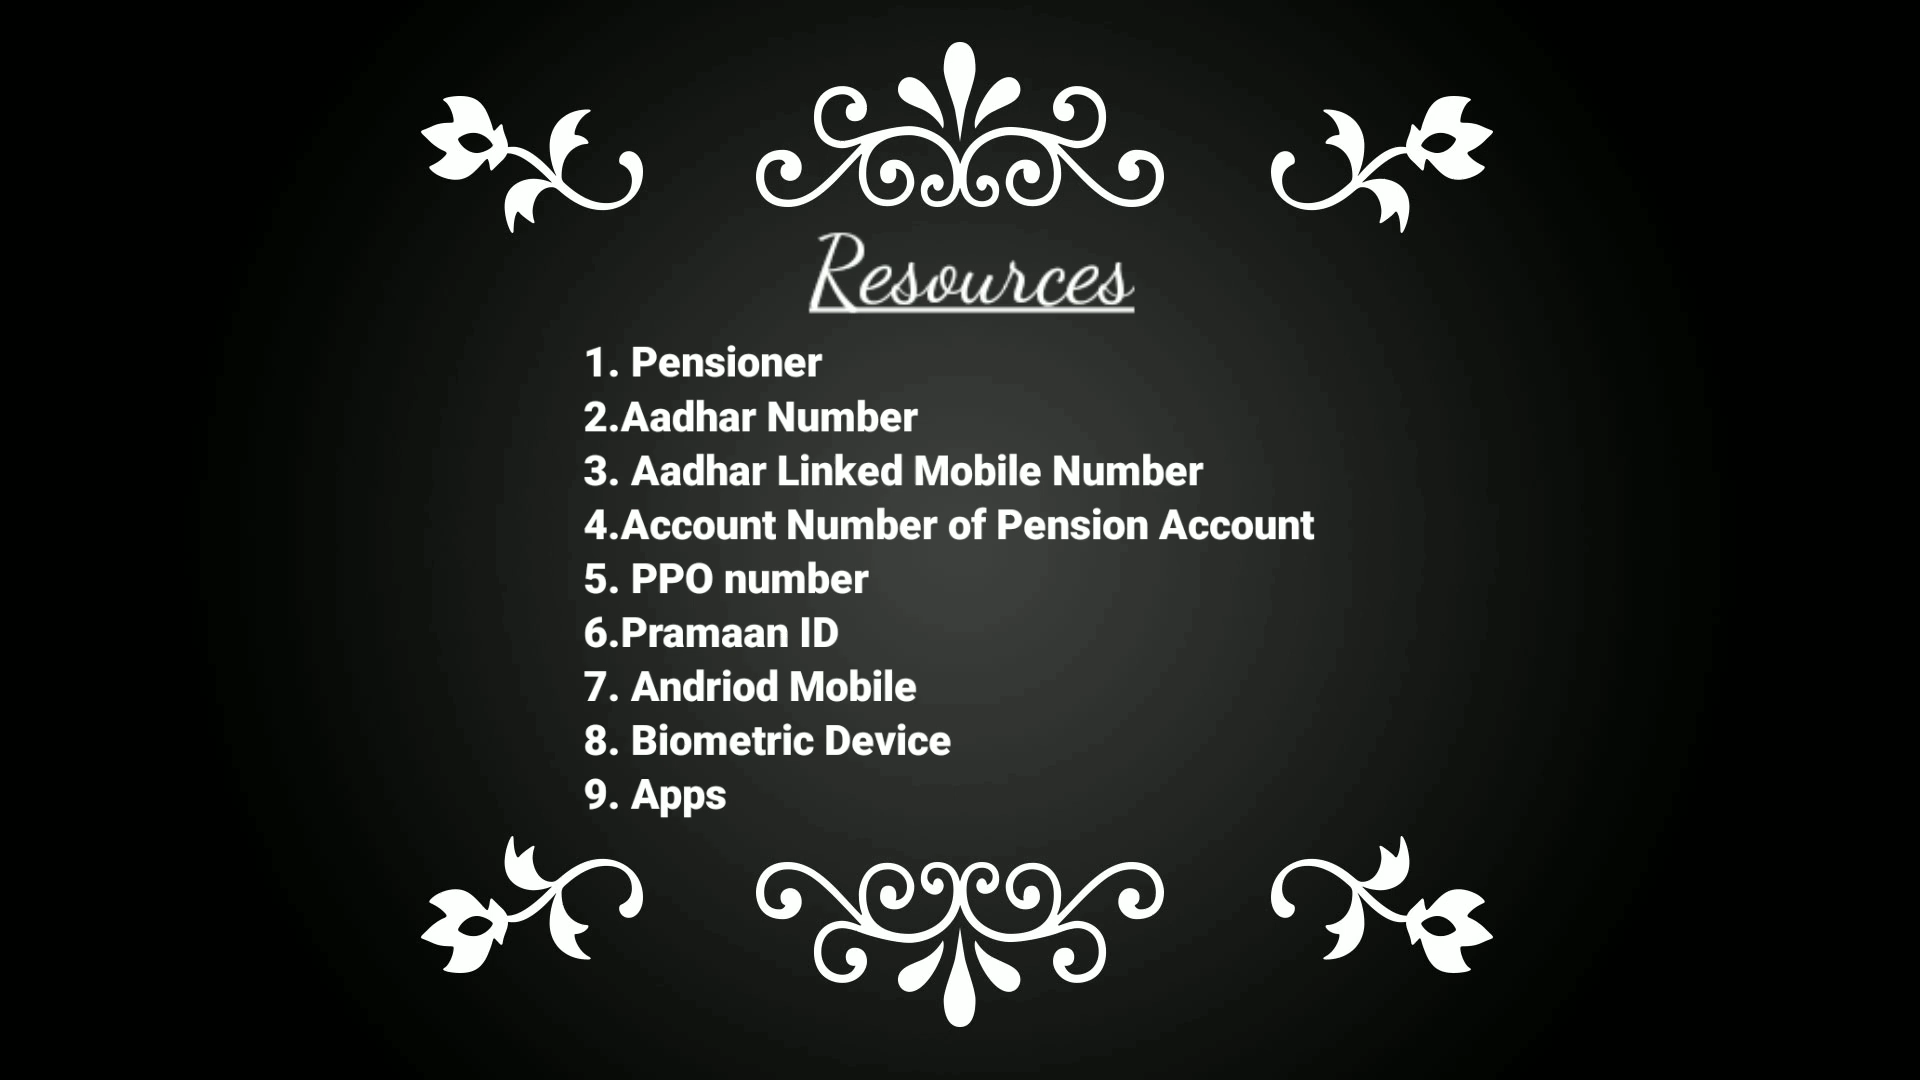 Resources
1. Pensioner
2.Aadhar Number
3. Aadhar Linked Mobile Number
4.Account Number of Pension Account
5. PPO number
6.Pramaan ID
7. Andriod Mobile
8. Biometric Device
9. Apps